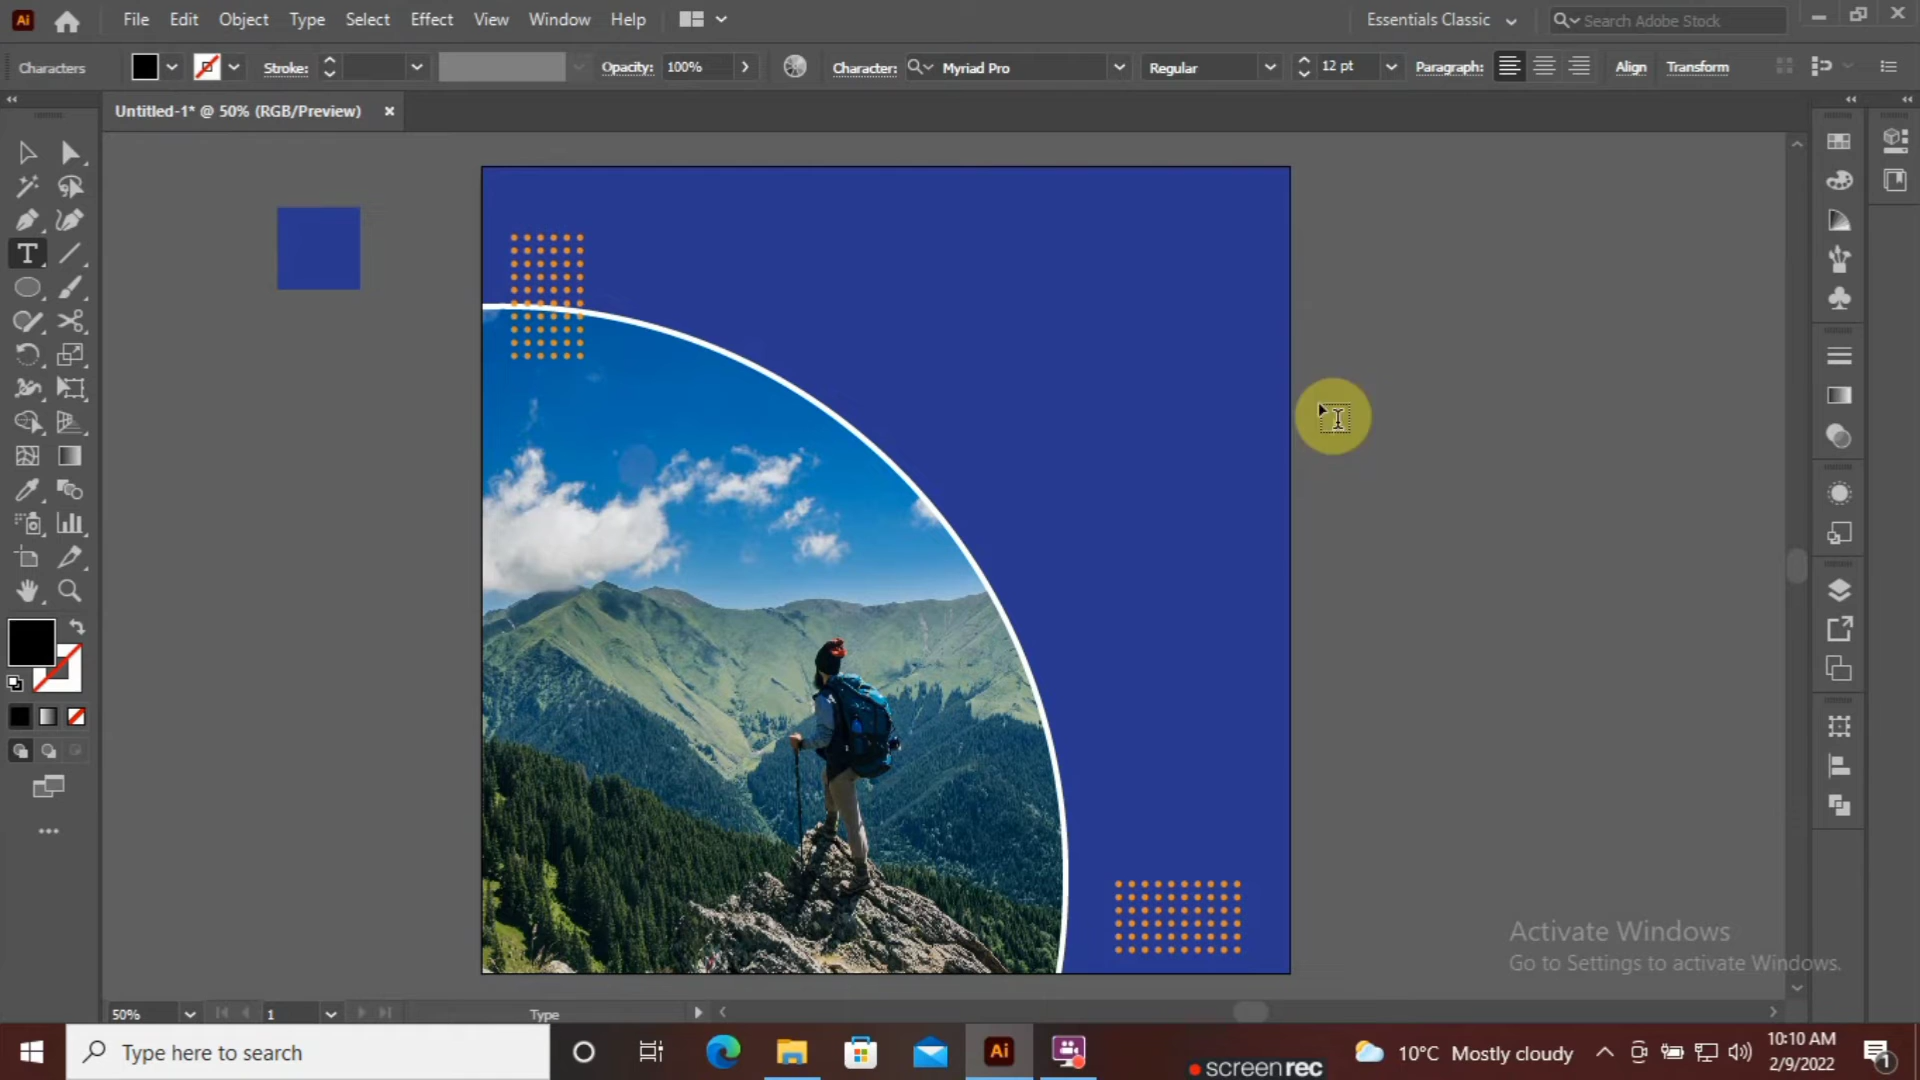 Ai File Edit Object Type Select Effect View Window Help Essentials Classic Search Adobe Stock
Characters Stroke: Opacity: 100% Character: Myriad Pro Regular 12 pt Paragraph: Align Transform
Untitled-1* @ 50% (RGB/Preview)
Activate Windows
Go to Settings to activate Windows.
50% 1 Type
Type here to search Ai screenrec 10°C Mostly cloudy 10:10 AM
2/9/2022 1